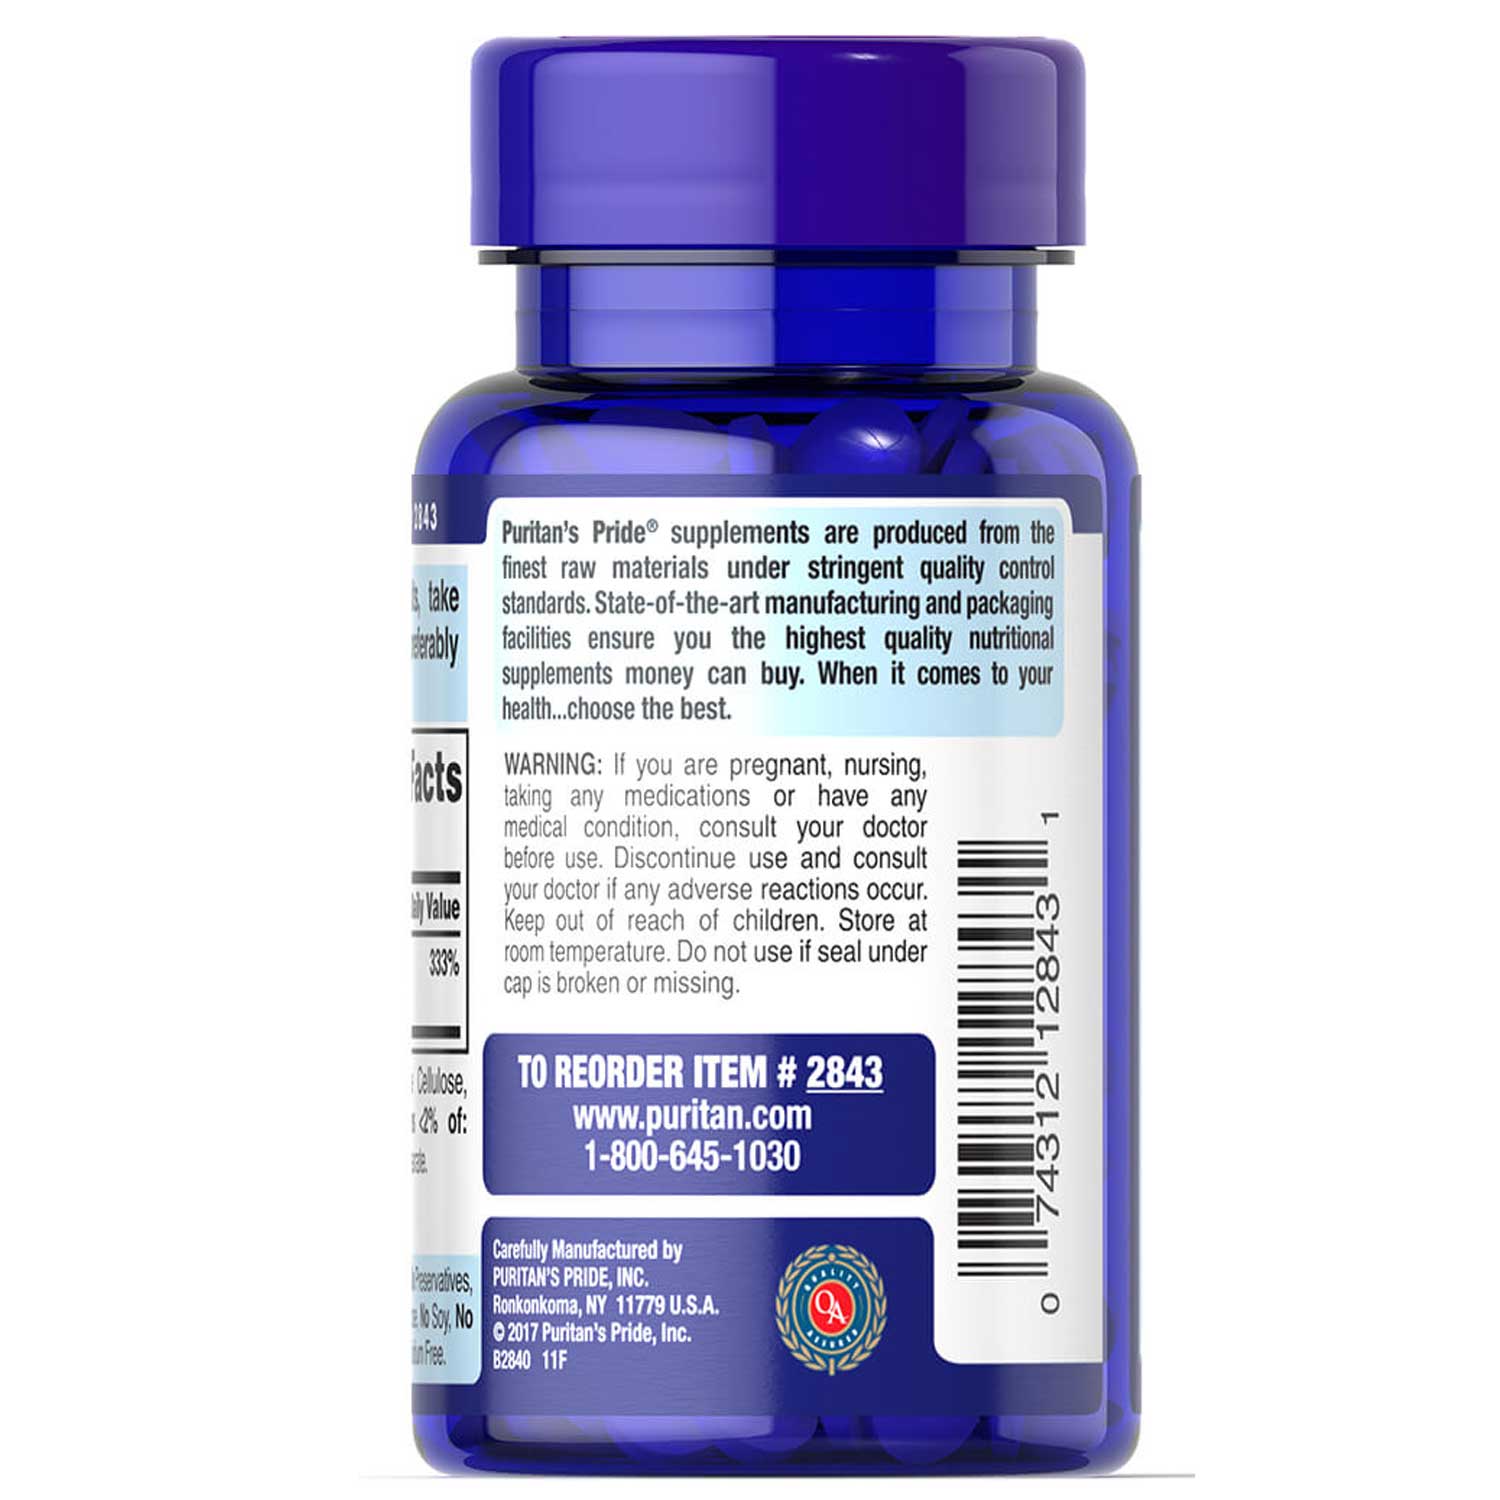 2843
take
Facts
Daily Value
333%
Cellulose,
<2% of:
Preservatives,
No Soy, No
Free.
Puritan's Pride® supplements are produced from the
finest raw materials under stringent quality control
standards. State-of-the-art manufacturing and packaging
facilities ensure you the highest quality nutritional
supplements money can buy. When it comes to your
health...choose the best.
WARNING: If you are pregnant, nursing,
taking any medications or have any
medical condition, consult your doctor
before use. Discontinue use and consult
your doctor if any adverse reactions occur.
Keep out of reach of children. Store at
room temperature. Do not use if seal under
cap is broken or missing.
TO REORDER ITEM # 2843
www.puritan.com
1-800-645-1030
Carefully Manufactured by
PURITAN'S PRIDE, INC.
Ronkonkoma, NY 11779 U.S.A.
© 2017 Puritan's Pride, Inc.
B2840 11F
QUALITY
QA
ASSURED
0 74312 12843 1